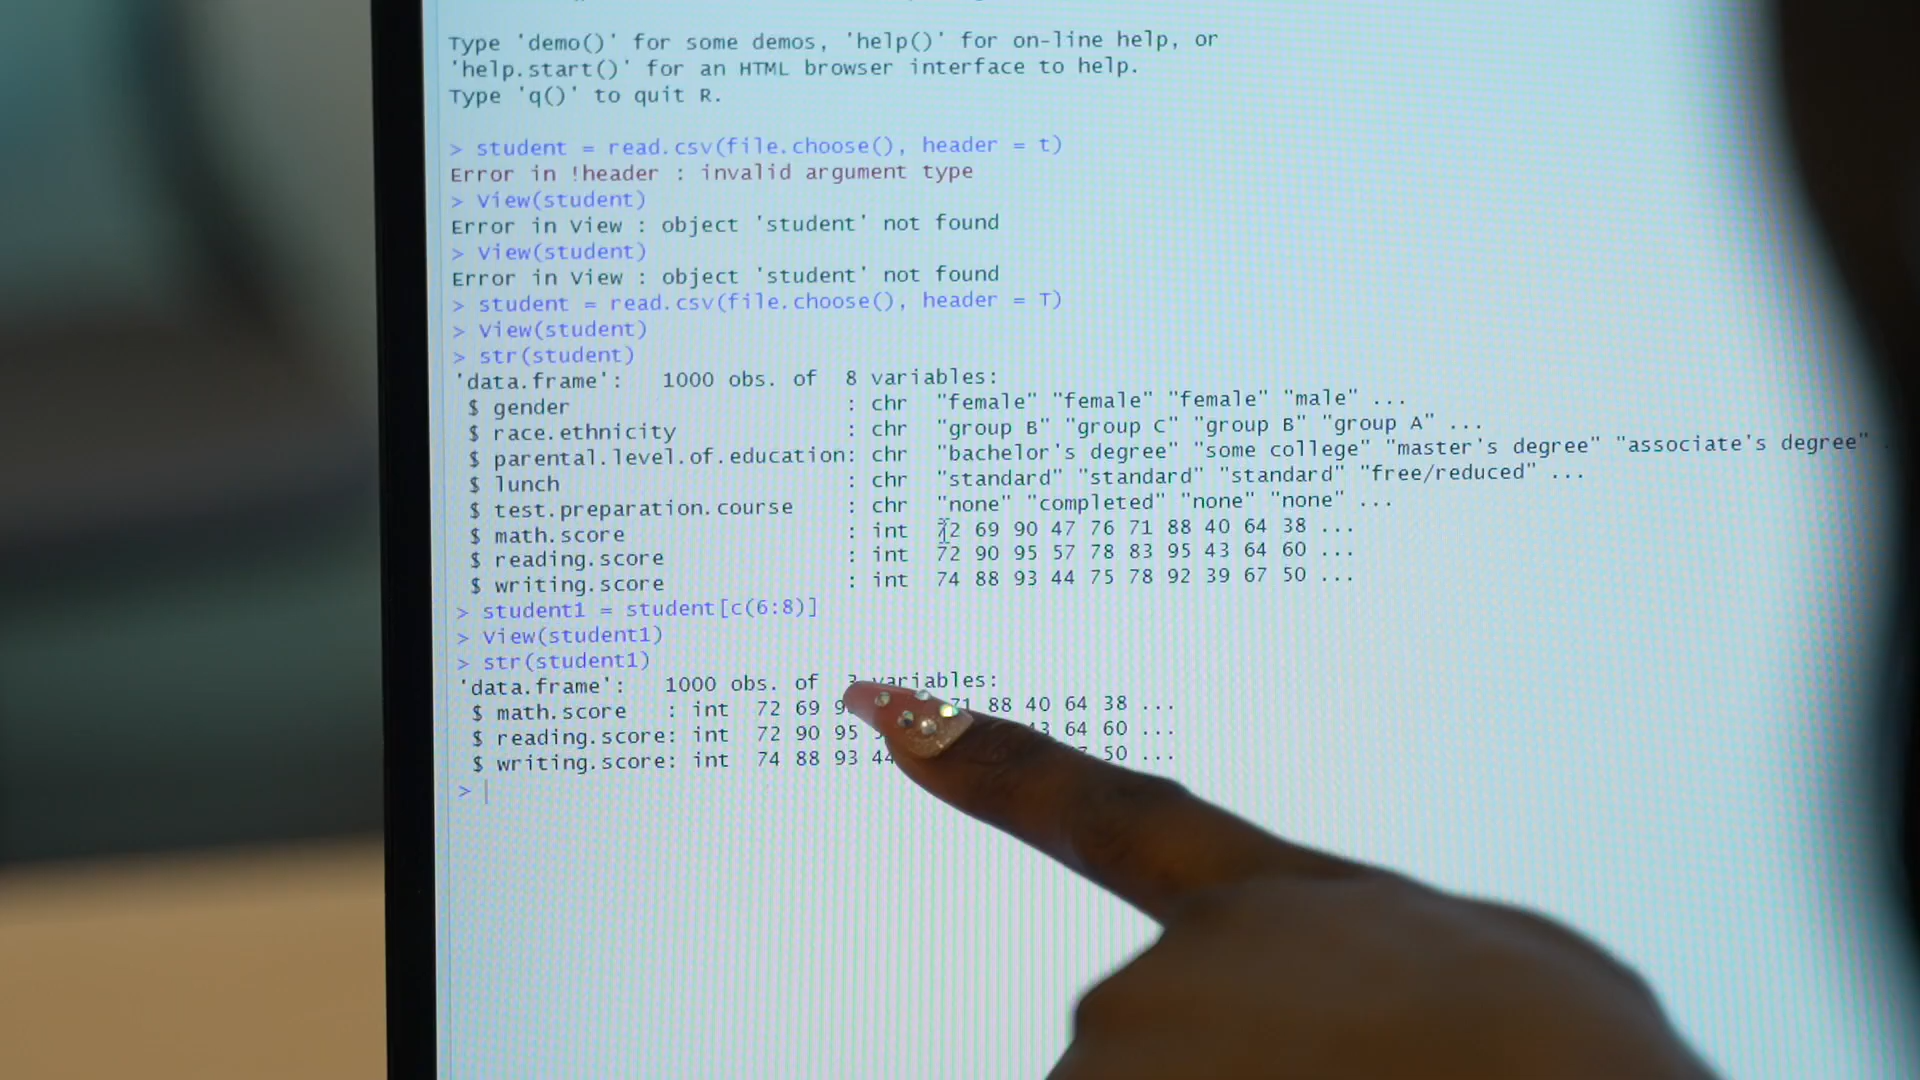 Type 'demo()' for some demos, 'help()' for on-line help, or
'help.start()' for an HTML browser interface to help.
Type 'q()' to quit R.
> student = read.csv(file.choose(), header = t)
Error in !header : invalid argument type
> View(student)
Error in View : object 'student' not found
> View(student)
Error in View : object 'student' not found
> student = read.csv(file.choose(), header = T)
> View(student)
> str(student)
'data.frame': 1000 obs. of 8 variables:
$ gender : chr "female" "female" "female" "male" ...
$ race.ethnicity : chr "group B" "group C" "group B" "group A" ...
$ parental.level.of.education: chr "bachelor's degree" "some college" "master's degree" "associate's degree"
$ lunch : chr "standard" "standard" "standard" "free/reduced" ...
$ test.preparation.course : chr "none" "completed" "none" "none" ...
$ math.score : int 72 69 90 47 76 71 88 40 64 38 ...
$ reading.score : int 72 90 95 57 78 83 95 43 64 60 ...
$ writing.score : int 74 88 93 44 75 78 92 39 67 50 ...
> student1 = student[c(6:8)]
> View(student1)
> str(student1)
'data.frame': 1000 obs. of 3 variables:
$ math.score : int 72 69 71 88 40 64 38 ...
$ reading.score: int 72 90 95 64 60 ...
$ writing.score: int 74 88 93 44 50 ...
>